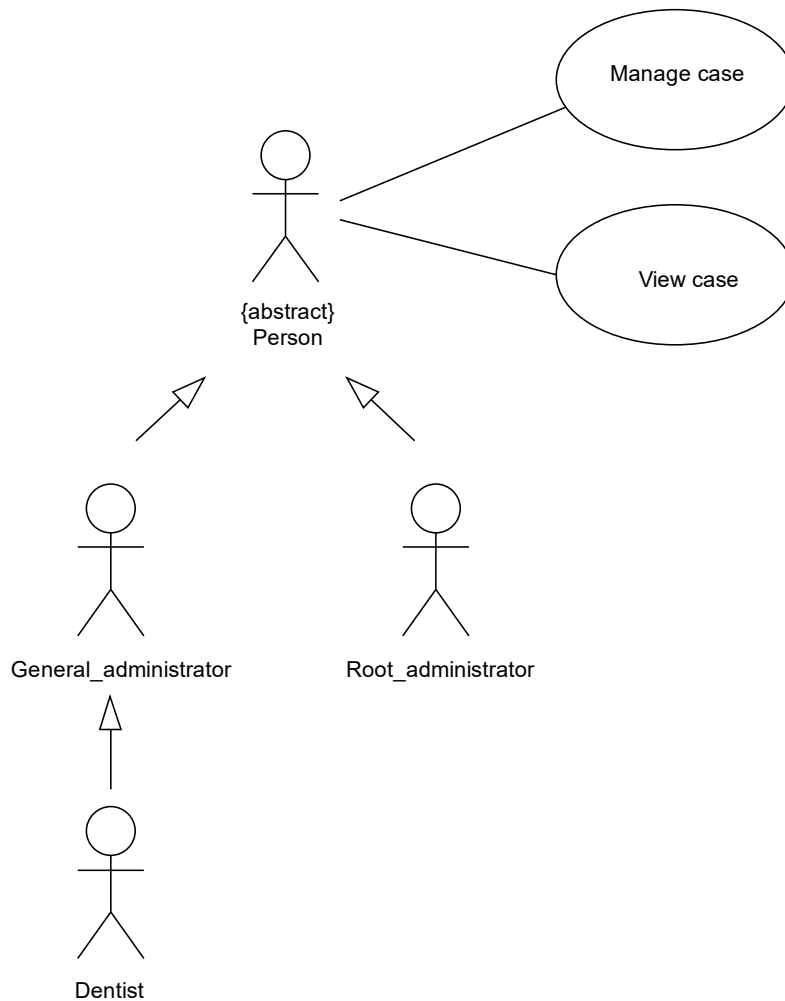 Manage case
View case
{abstract}
Person
General_administrator
Root_administrator
Dentist